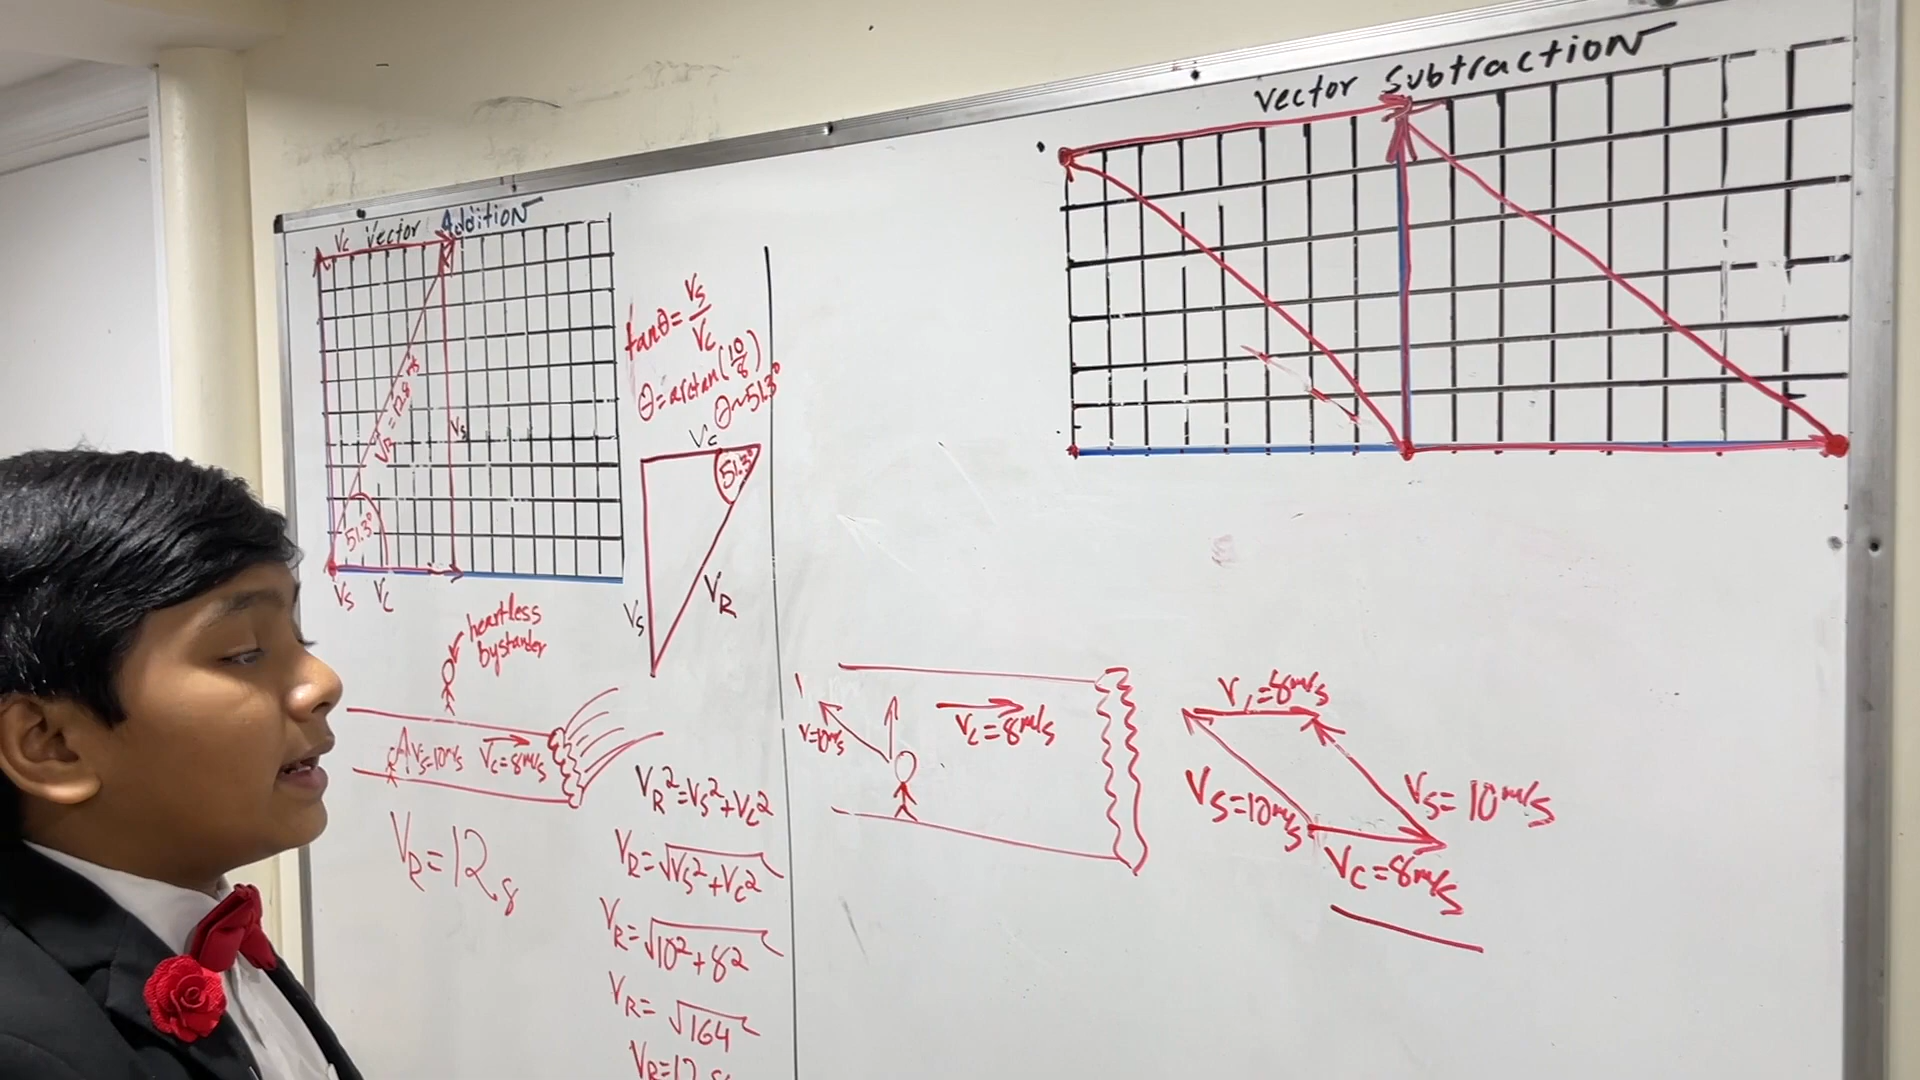 Vector Addition
Vc
VR = 12.8 m/s
Vs
51.3°
Vs
Vc
tanθ = Vs/Vc
θ = arctan(10/8)
θ~51.3°
Vc
51.3°
Vs
VR
heartless
bystander
Vs=10m/s
Vc=8m/s
VR=12.8
VR²=Vs²+Vc²
VR=√Vs²+Vc²
VR=√10²+8²
VR=√164
Vector Subtraction
V=10m/s
Vc=8m/s
=8m/s
Vs=10m/s
Vs=10m/s
Vc=8m/s